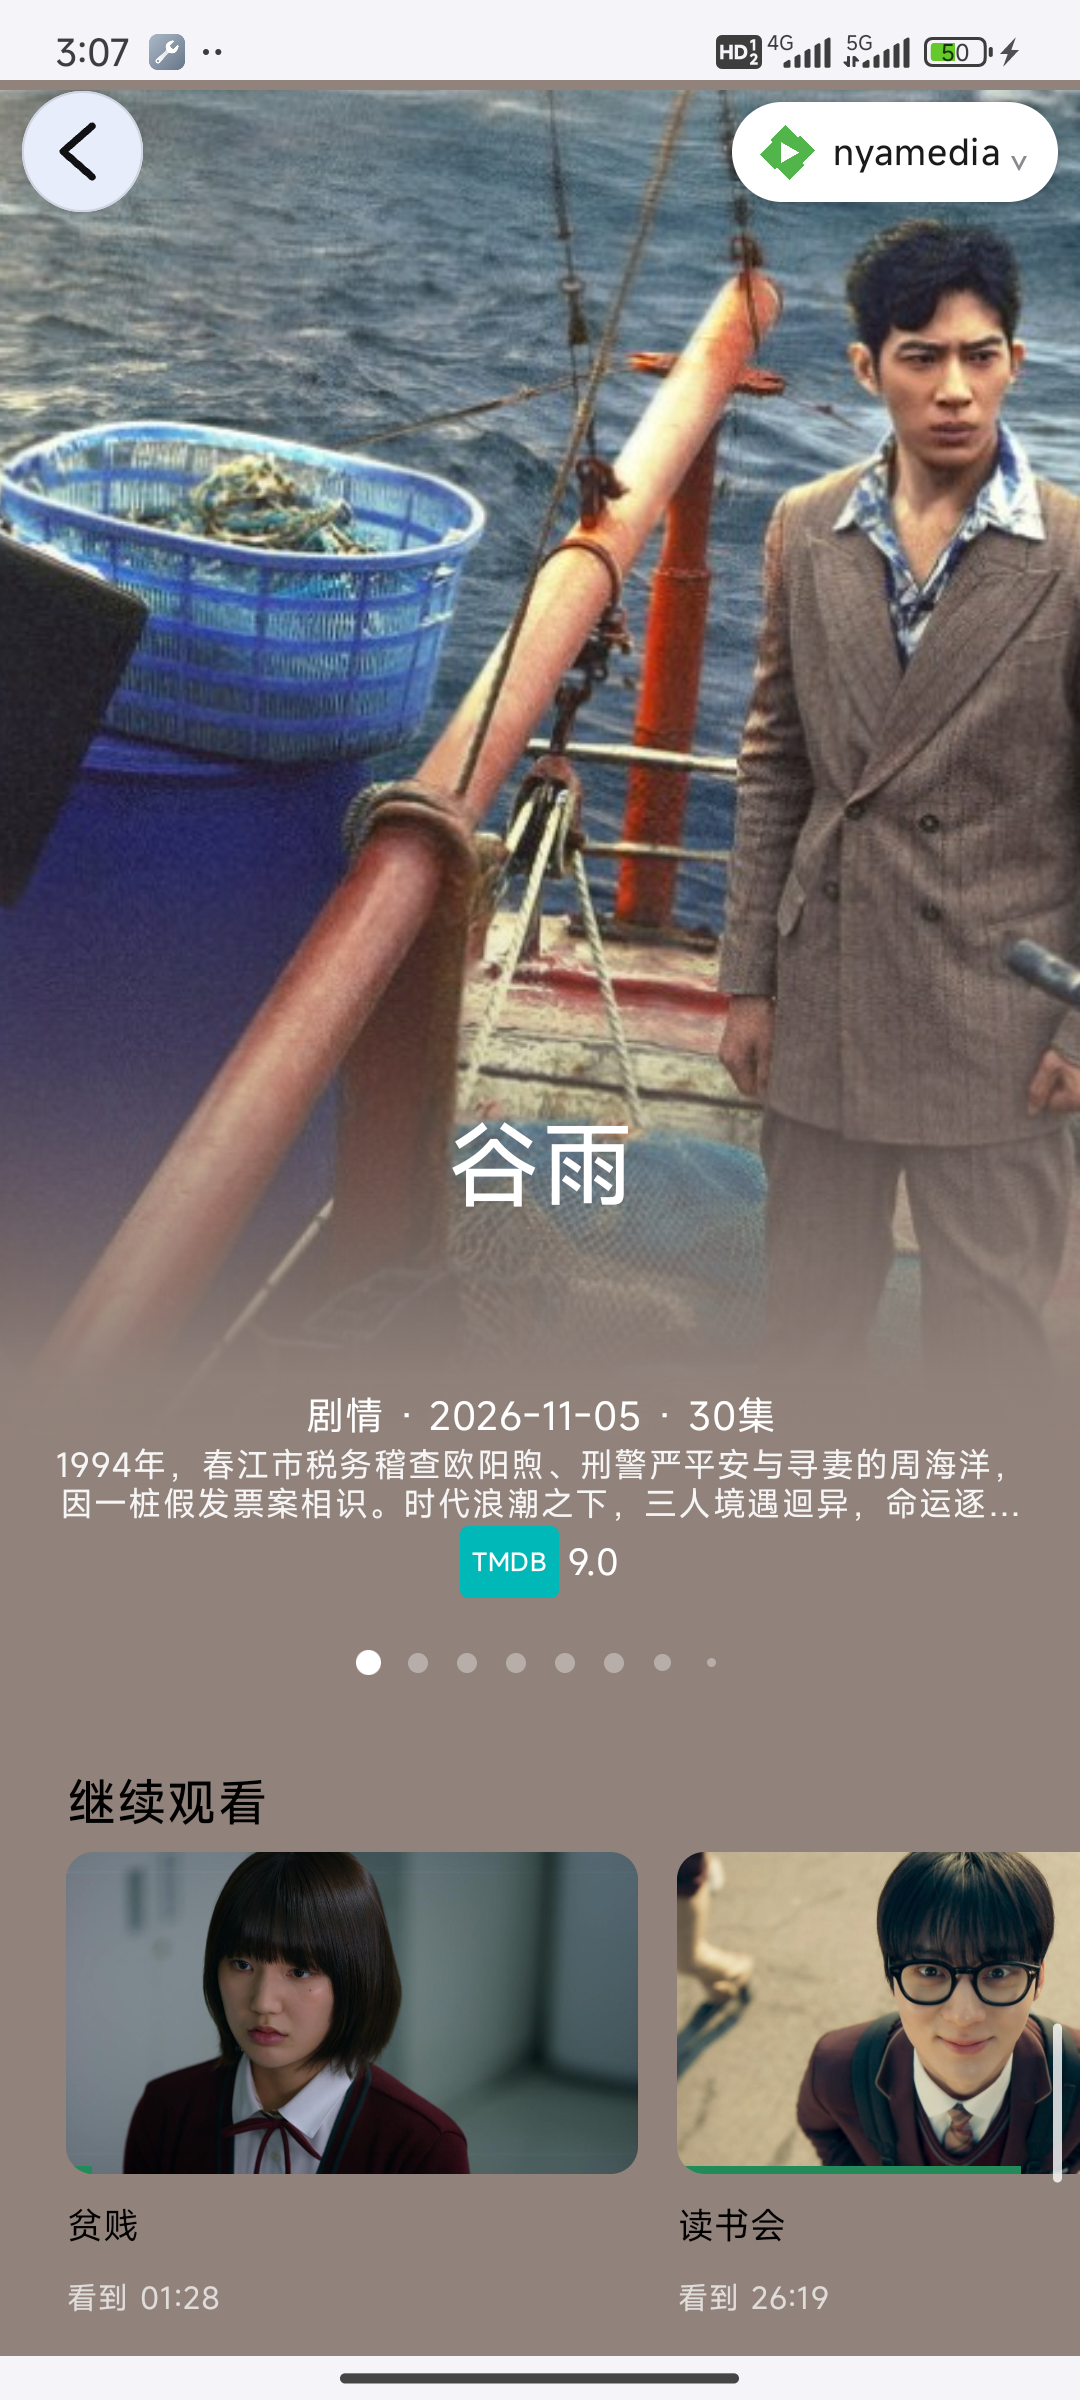 3:07
HD 1 2 4G 5G 50
nyamedia
谷雨
剧情 · 2026-11-05 · 30集
1994年，春江市税务稽查欧阳煦、刑警严平安与寻妻的周海洋，
因一桩假发票案相识。时代浪潮之下，三人境遇迥异，命运逐...
TMDB 9.0
继续观看
贫贱
读书会
看到 01:28
看到 26:19